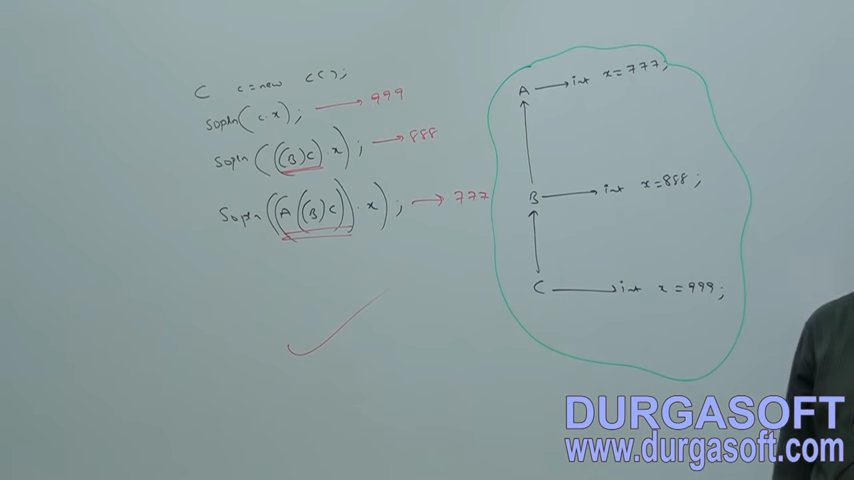 C c=new C();
Sopln(c.x); → 999
Sopln(((B)C).x); → 888
Sopln((A((B)C)).x); → 777
A → int x=777;
B → int x=888;
C → int x=999;
DURGASOFT
www.durgasoft.com